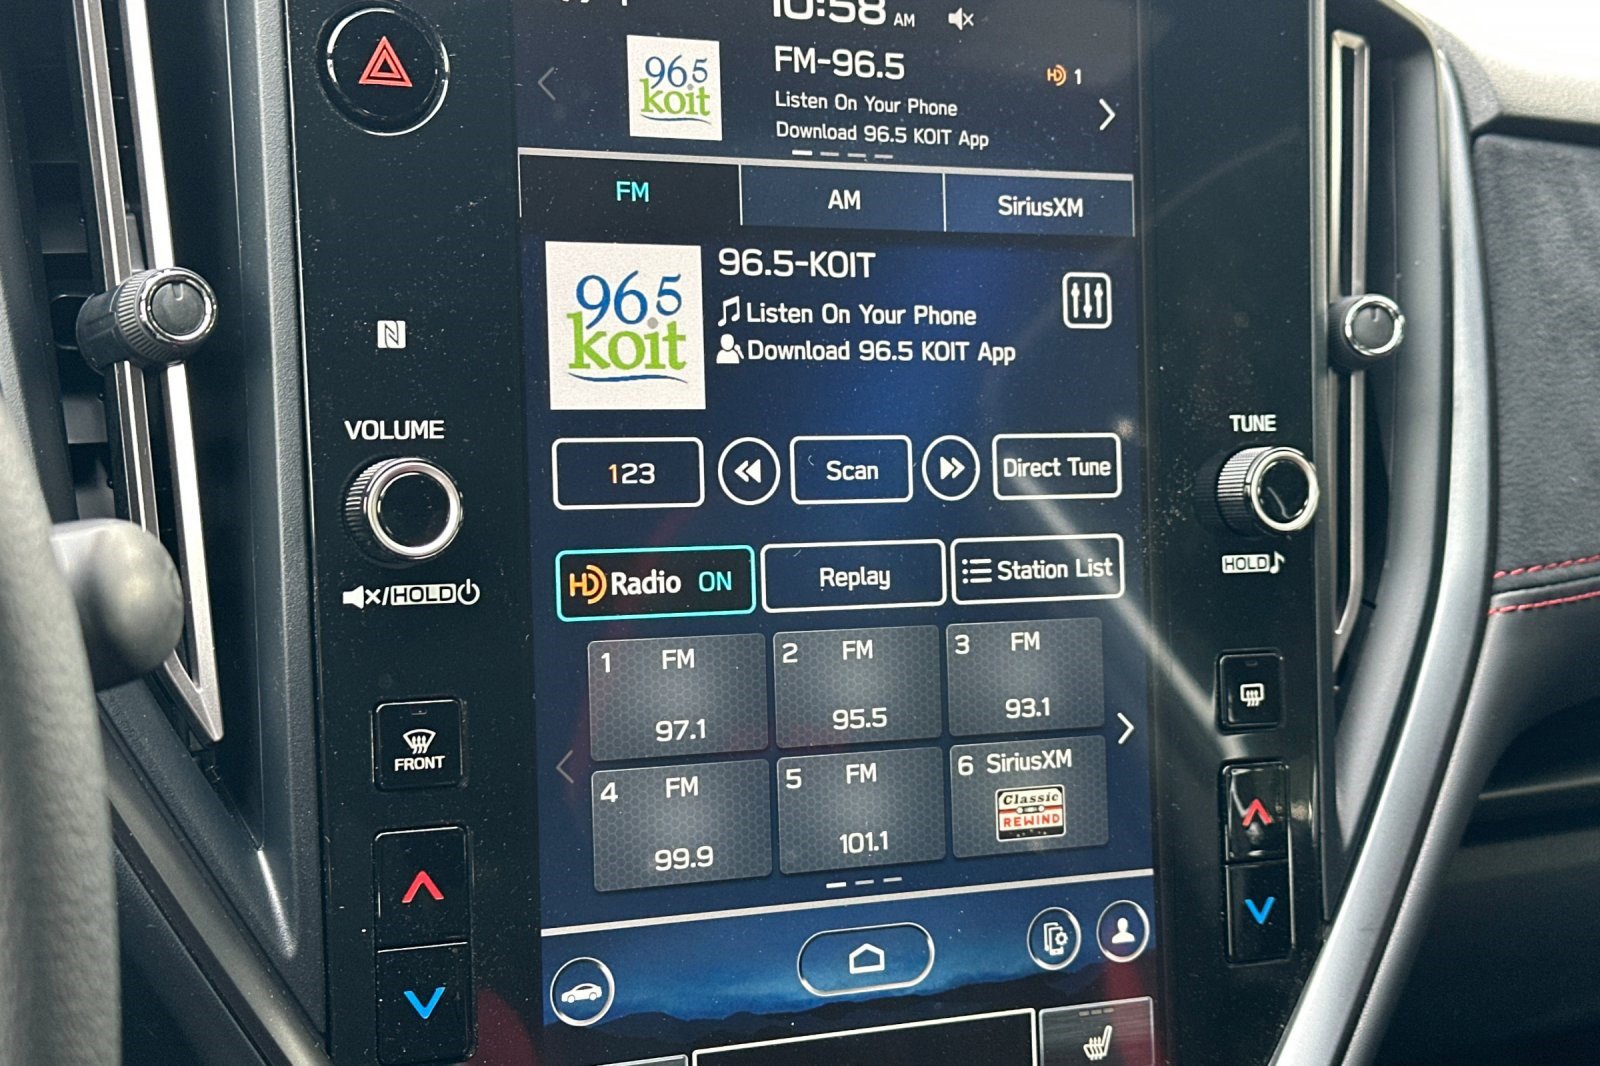 10:58 AM
96.5
koit
FM-96.5
HD 1
Listen On Your Phone
Download 96.5 KOIT App
FM
AM
SiriusXM
96.5
koit
96.5-KOIT
Listen On Your Phone
Download 96.5 KOIT App
N
VOLUME
TUNE
123
Scan
Direct Tune
/HOLD
HOLD
HD Radio ON
Replay
Station List
1 FM
97.1
2 FM
95.5
3 FM
93.1
FRONT
4 FM
99.9
5 FM
101.1
6 SiriusXM
Classic
REWIND